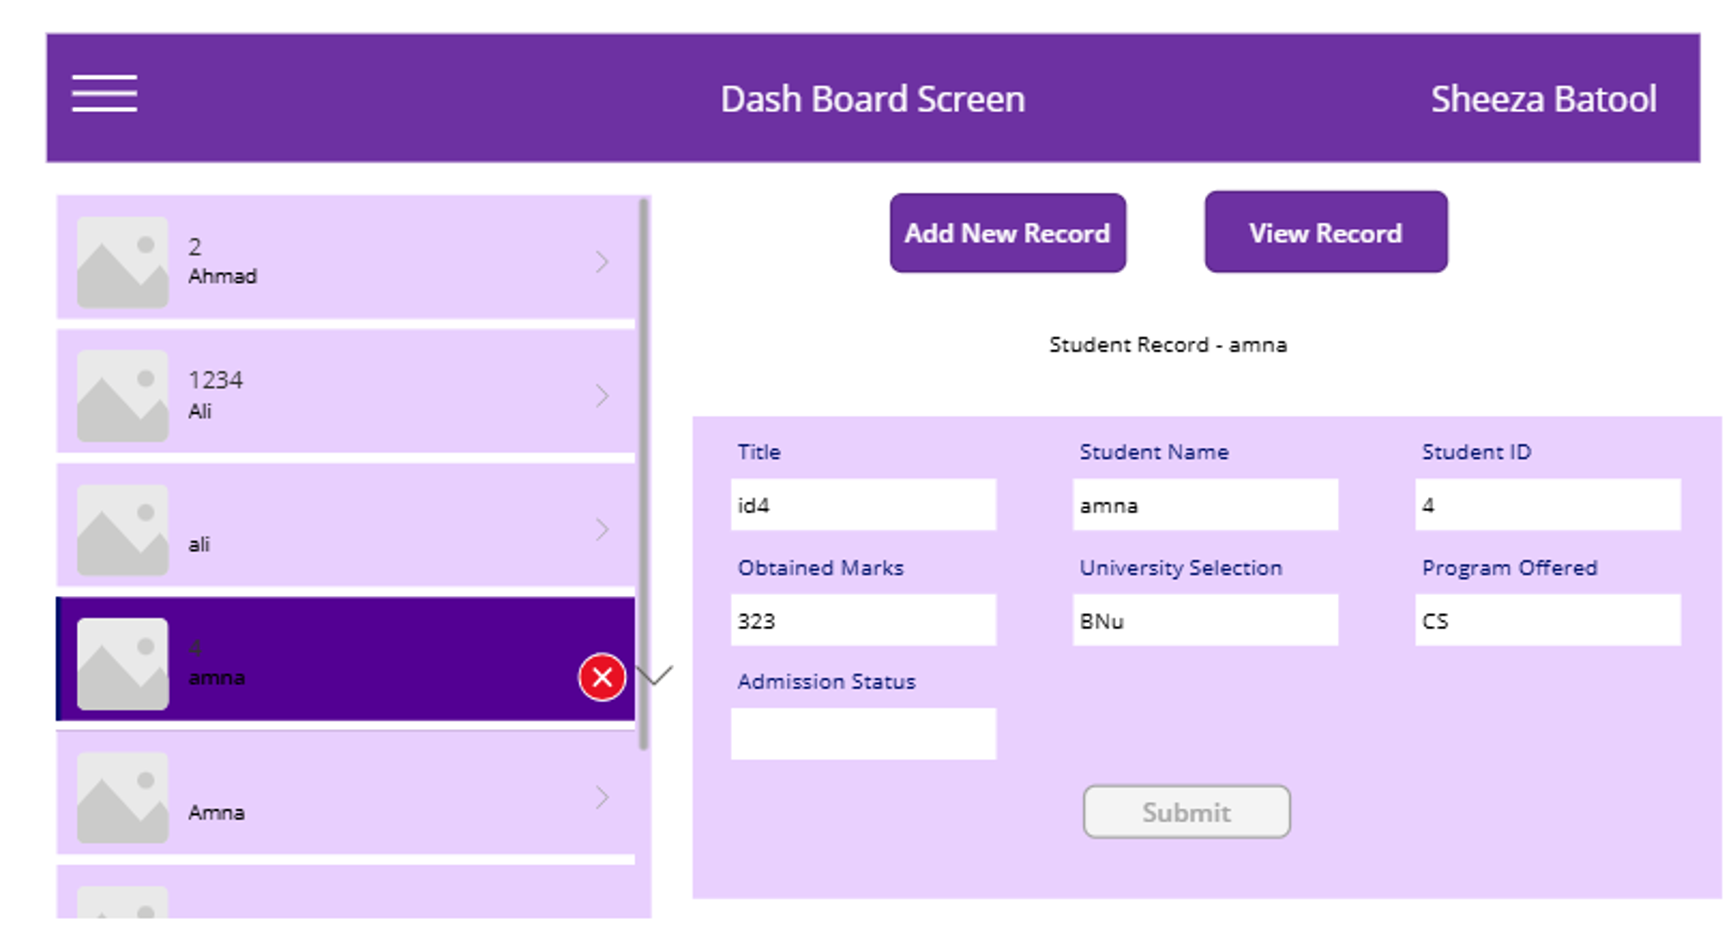 Dash Board Screen
Sheeza Batool
2
Ahmad
1234
Ali
ali
4
amna
Amna
Add New Record
View Record
Student Record - amna
Title
Student Name
Student ID
id4
amna
4
Obtained Marks
University Selection
Program Offered
323
BNu
CS
Admission Status
Submit